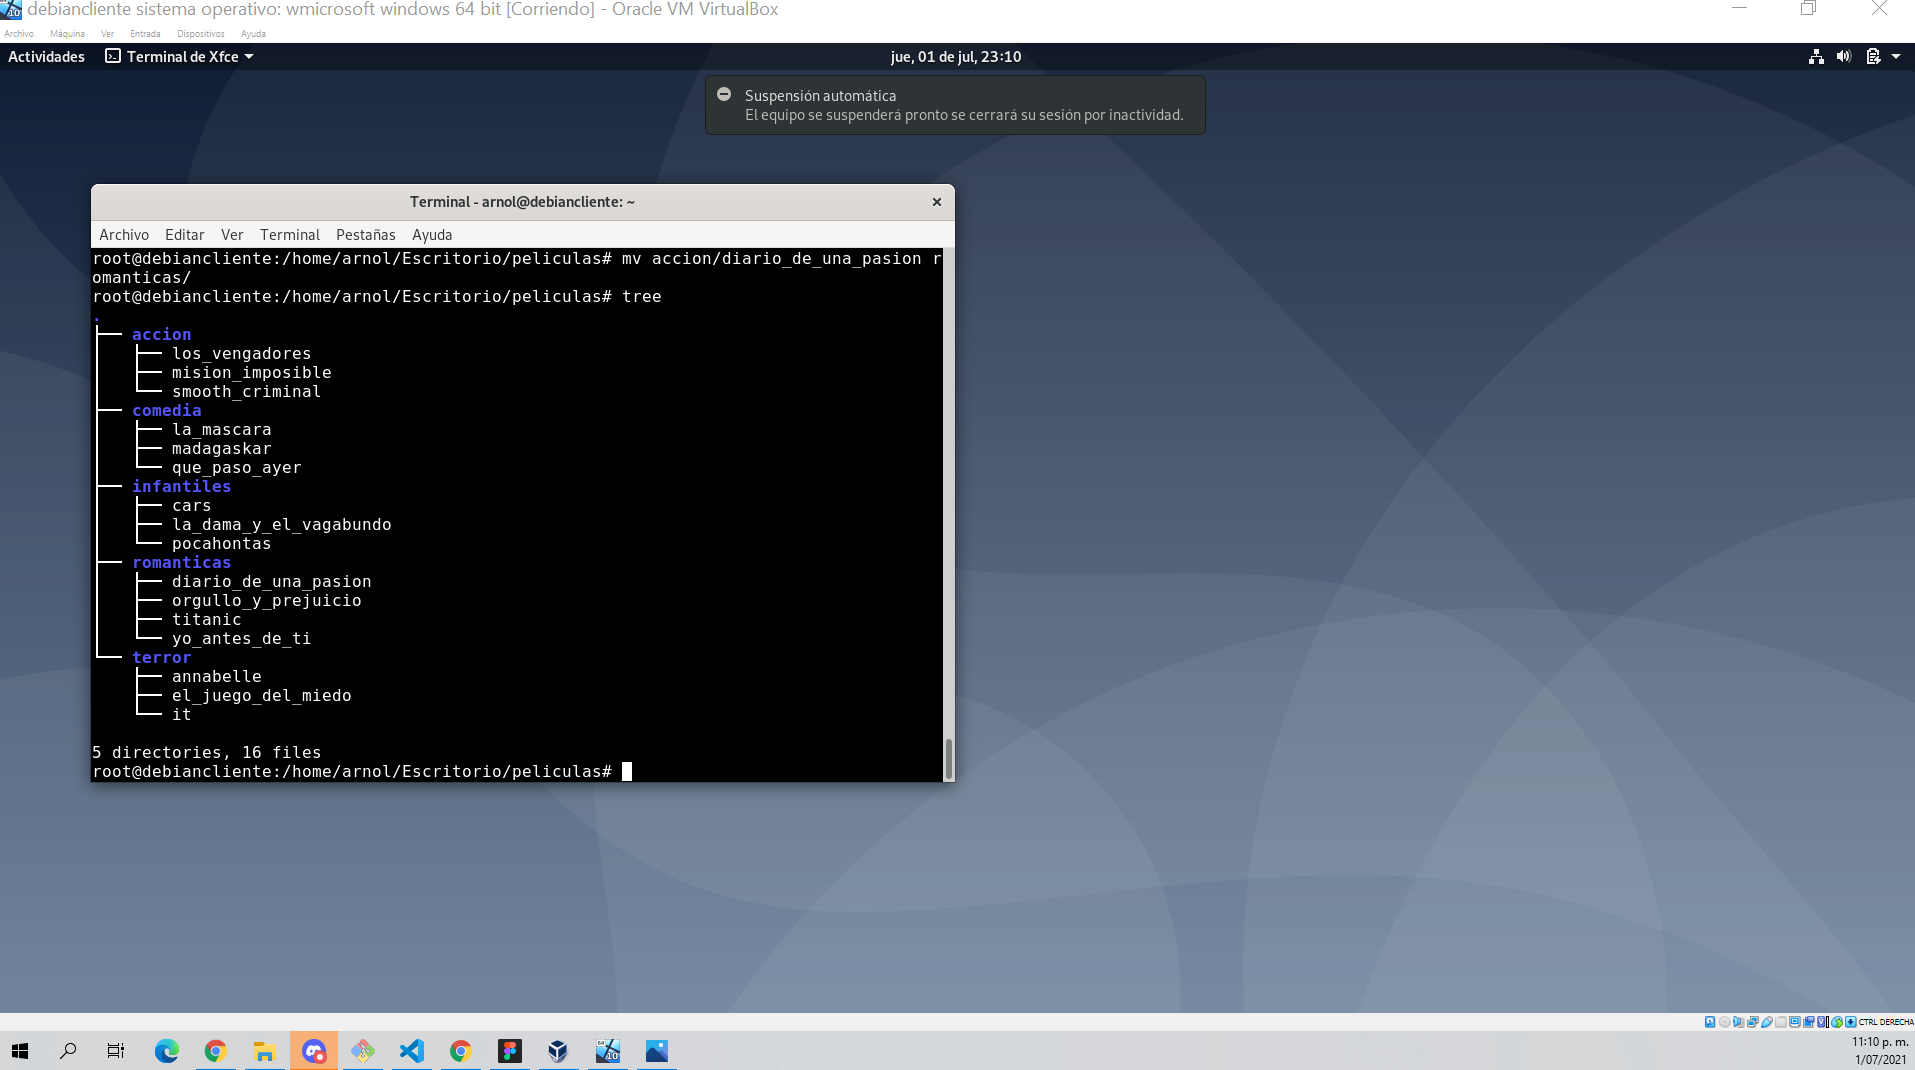 debiancliente sistema operativo: wmicrosoft windows 64 bit [Corriendo] - Oracle VM VirtualBox
Archivo Máquina Ver Entrada Dispositivos Ayuda
Actividades Terminal de Xfce jue, 01 de jul, 23:10
Suspensión automática
El equipo se suspenderá pronto se cerrará su sesión por inactividad.
Terminal - arnol@debiancliente: ~
Archivo Editar Ver Terminal Pestañas Ayuda
root@debiancliente:/home/arnol/Escritorio/peliculas# mv accion/diario_de_una_pasion r
omanticas/
root@debiancliente:/home/arnol/Escritorio/peliculas# tree
.
├── accion
│   ├── los_vengadores
│   ├── mision_imposible
│   └── smooth_criminal
├── comedia
│   ├── la_mascara
│   ├── madagaskar
│   └── que_paso_ayer
├── infantiles
│   ├── cars
│   ├── la_dama_y_el_vagabundo
│   └── pocahontas
├── romanticas
│   ├── diario_de_una_pasion
│   ├── orgullo_y_prejuicio
│   ├── titanic
│   └── yo_antes_de_ti
└── terror
    ├── annabelle
    ├── el_juego_del_miedo
    └── it
5 directories, 16 files
root@debiancliente:/home/arnol/Escritorio/peliculas#
CTRL DERECHA
11:10 p. m.
1/07/2021